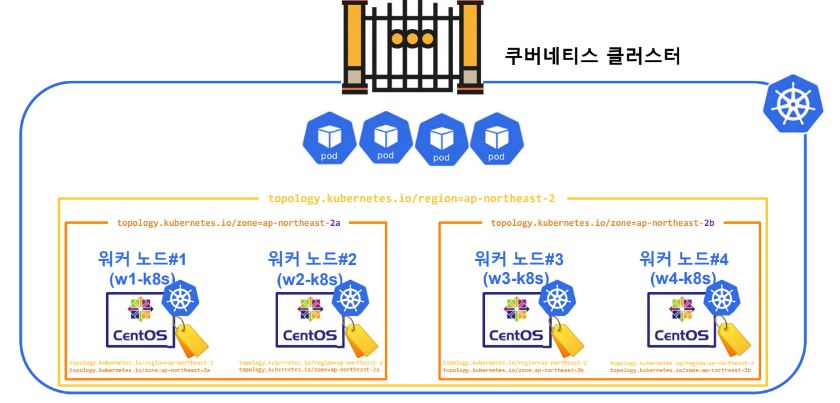 쿠버네티스 클러스터
pod pod pod pod
topology.kubernetes.io/region=ap-northeast-2
topology.kubernetes.io/zone=ap-northeast-2a
topology.kubernetes.io/zone=ap-northeast-2b
워커 노드#1
(w1-k8s)
워커 노드#2
(w2-k8s)
워커 노드#3
(w3-k8s)
워커 노드#4
(w4-k8s)
CentOS
CentOS
CentOS
CentOS
topology.kubernetes.io/region=ap-northeast-2
topology.kubernetes.io/zone:ap-northeast-2a
topology.kubernetes.io/region=ap-northeast-2
topology.kubernetes.io/zone=ap-northeast-2a
topology.kubernetes.io/region=ap-northeast-2
topology.kubernetes.io/zone:ap-northeast-2b
topology.kubernetes.io/region=ap-northeast-2
topology.kubernetes.io/zone:ap-northeast-2b